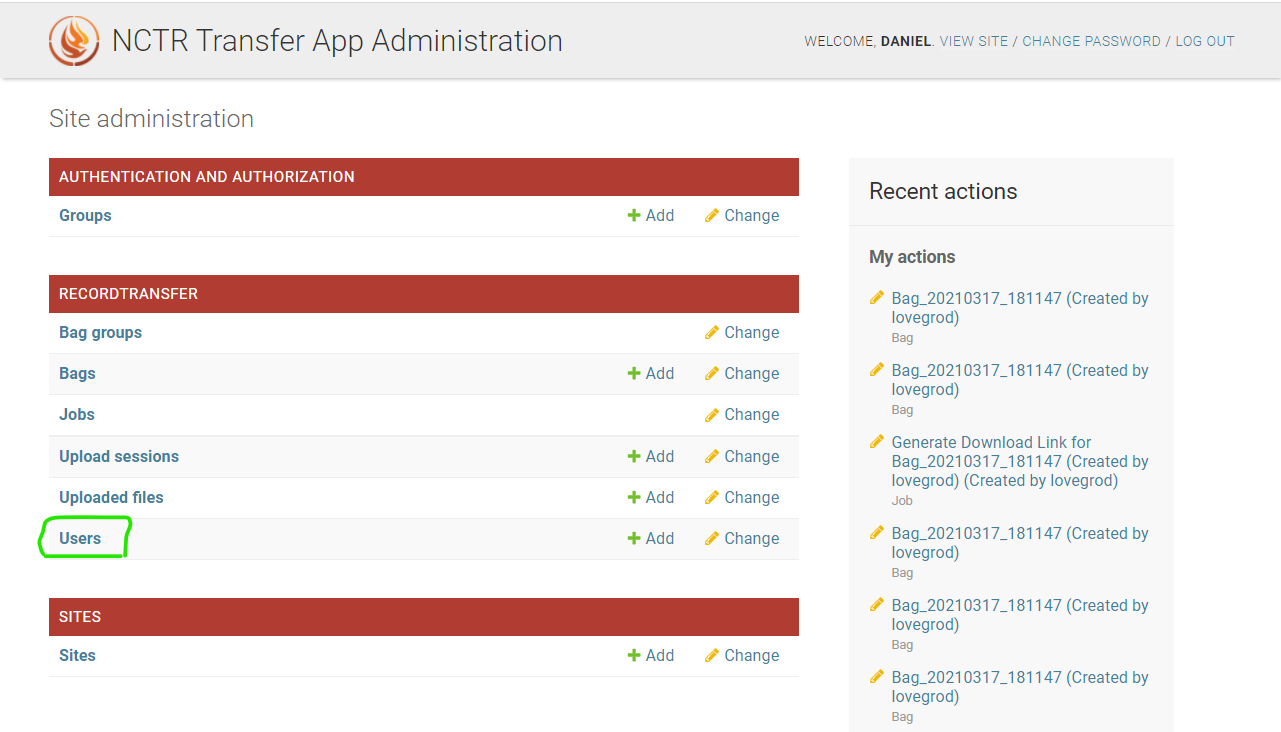 NCTR Transfer App Administration
WELCOME, DANIEL. VIEW SITE / CHANGE PASSWORD / LOG OUT
Site administration
AUTHENTICATION AND AUTHORIZATION
Groups Add Change
RECORDTRANSFER
Bag groups Change
Bags Add Change
Jobs Change
Upload sessions Add Change
Uploaded files Add Change
Users Add Change
SITES
Sites Add Change
Recent actions
My actions
Bag_20210317_181147 (Created by
lovegrod)
Bag
Bag_20210317_181147 (Created by
lovegrod)
Bag
Generate Download Link for
Bag_20210317_181147 (Created by
lovegrod) (Created by lovegrod)
Job
Bag_20210317_181147 (Created by
lovegrod)
Bag
Bag_20210317_181147 (Created by
lovegrod)
Bag
Bag_20210317_181147 (Created by
lovegrod)
Bag